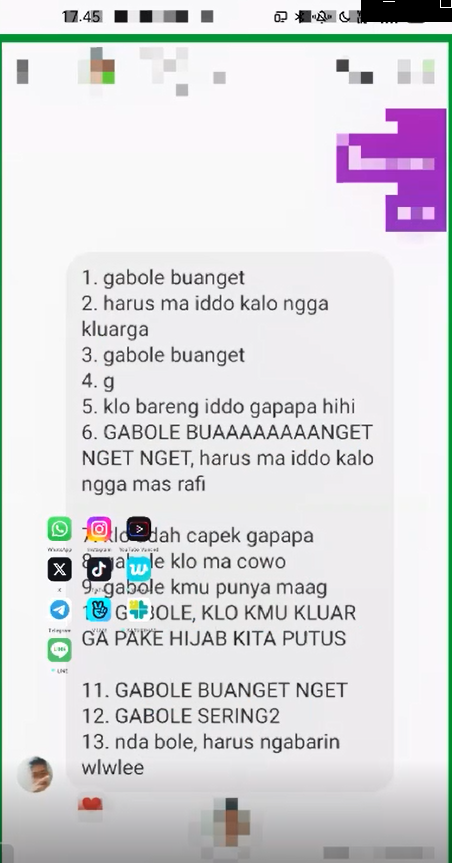 17.45
1. gabole buanget
2. harus ma iddo kalo ngga
kluarga
3. gabole buanget
4. g
5. klo bareng iddo gapapa hihi
6. GABOLE BUAAAAAAAANGET
NGET NGET, harus ma iddo kalo
ngga mas rafi
7. klo dah capek gapapa
8. gabole klo ma cowo
9. gabole kmu punya maag
GABOLE, KLO KMU KLUAR
GA PAKE HIJAB KITA PUTUS
11. GABOLE BUANGET NGET
12. GABOLE SERING2
13. nda bole, harus ngabarin
wlwlee
WhatsApp Instagram YouTube Vanced
X
Telegram
LINE